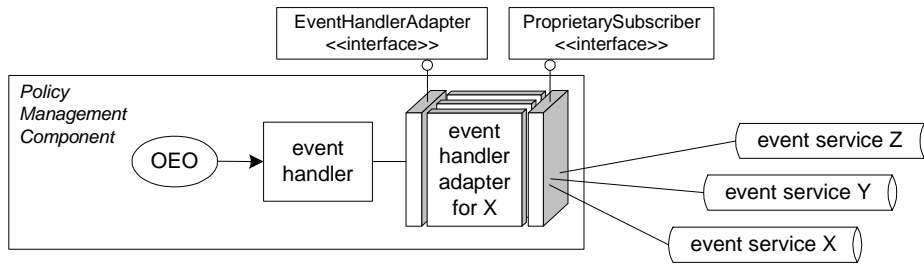 EventHandlerAdapter
<<interface>>
ProprietarySubscriber
<<interface>>
Policy
Management
Component
OEO
event
handler
event
handler
adapter
for X
event service Z
event service Y
event service X